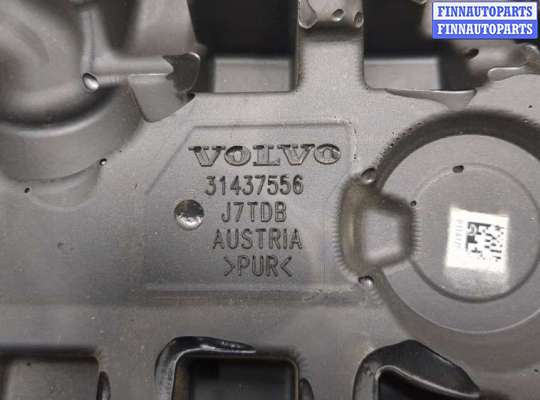 FINNAUTOPARTS
FINNAUTOPARTS
VOLVO
31437556
J7TDB
AUSTRIA
>PUR<